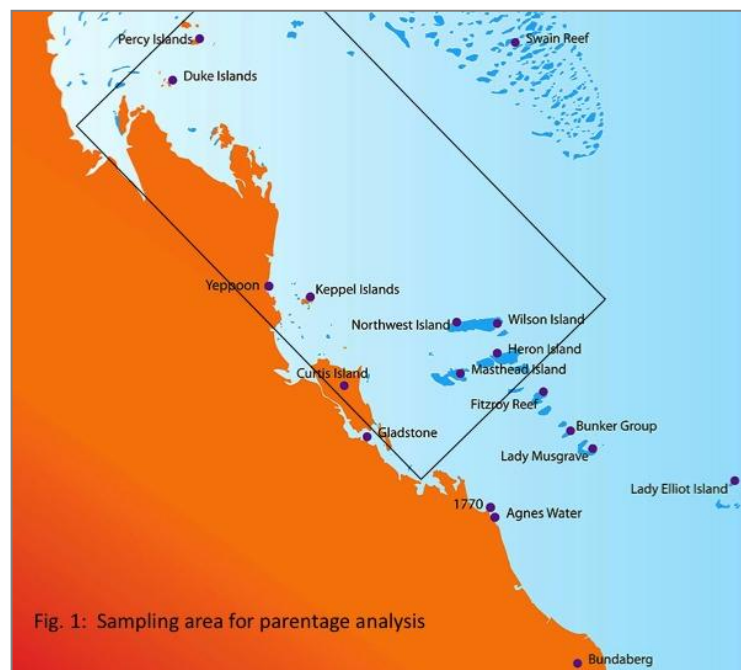 Percy Islands
Swain Reef
Duke Islands
Yeppoon
Keppel Islands
Northwest Island
Wilson Island
Heron Island
Masthead Island
Curtis Island
Fitzroy Reef
Bunker Group
Gladstone
Lady Musgrave
Lady Elliot Island
1770
Agnes Water
Fig. 1: Sampling area for parentage analysis
Bundaberg